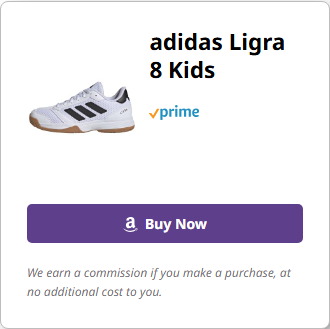 adidas Ligra
8 Kids
prime
Buy Now
We earn a commission if you make a purchase, at
no additional cost to you.